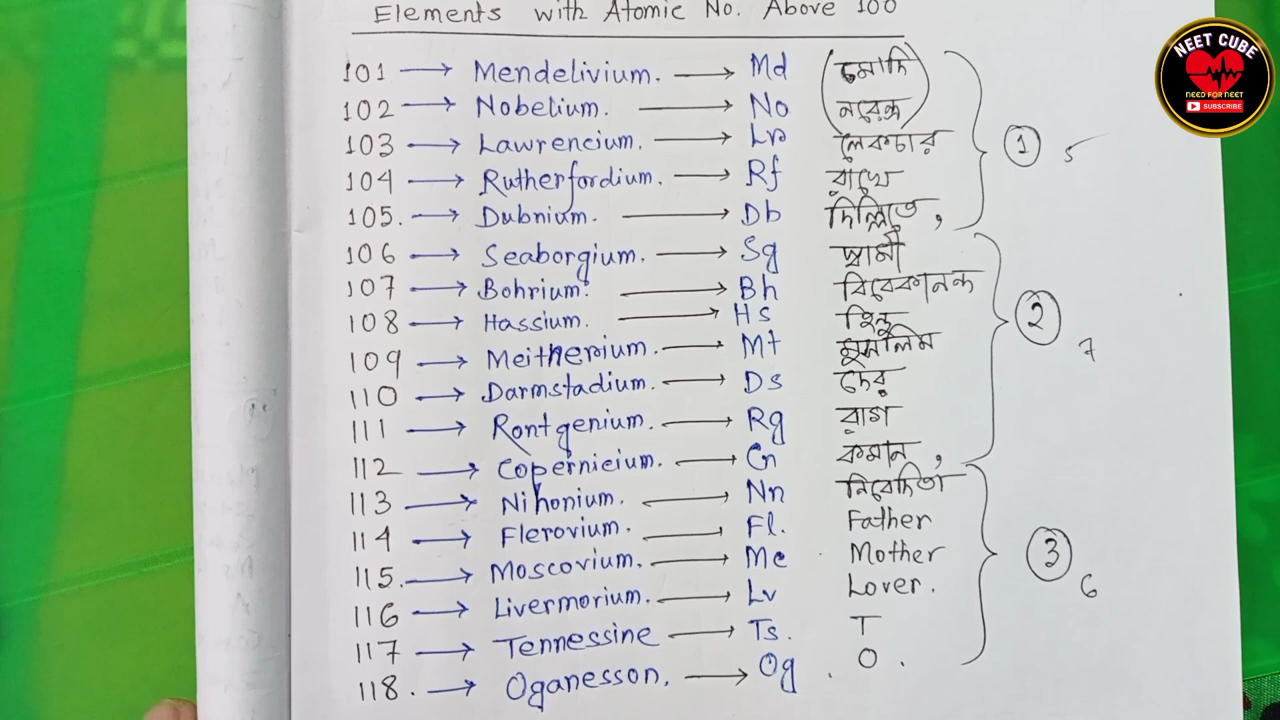 Elements with Atomic No. Above 100
101 → Mendelivium. → Md (মোদি
102 → Nobelium. → No নরেন্দ্র)
103 → Lawrencium. → Lr লেকচার
104 → Rutherfordium. → Rf রাখে
105. → Dubnium. → Db দিল্লিতে, ① 5
106 → Seaborgium. → Sg স্বামী
107 → Bohrium. → Bh বিবেকানন্দ
108 → Hassium. → Hs হিন্দু
109 → Meitherium. → Mt মুসলিম
110 → Darmstadium. → Ds দের
111 → Rontgenium. → Rg রাগ
112 → Copernicium. → Cn কমান, ② 7
113 → Nihonium. → Nn নিবেদিতা
114 → Flerovium. → Fl. Father
115. → Moscovium. → Mc Mother
116 → Livermorium. → Lv Lover.
117 → Tennessine → Ts. T
118. → Oganesson. → Og. O. ③ 6
NEET CUBE
NEED FOR NEET
SUBSCRIBE